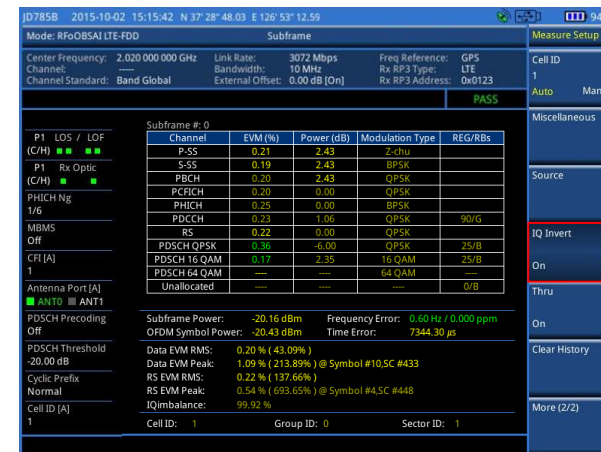 JD785B 2015-10-02 15:15:42 N 37° 28" 48.03 E 126° 53" 12.59 94
Mode: RFoOBSAI LTE-FDD Subframe Measure Setup
Center Frequency: 2.020 000 000 GHz Link Rate: 3072 Mbps Freq Reference: GPS
Channel: ----- Bandwidth: 10 MHz Rx RP3 Type: LTE
Channel Standard: Band Global External Offset: 0.00 dB [On] Rx RP3 Address: 0x0123
PASS
Cell ID
1
Auto Man
Miscellaneous
Source
IQ Invert
On
Thru
On
Clear History
More (2/2)
P1 LOS / LOF
(C/H)
P1 Rx Optic
(C/H)
PHICH Ng
1/6
MBMS
Off
CFI [A]
1
Antenna Port [A]
ANT0 ANT1
PDSCH Precoding
Off
PDSCH Threshold
-20.00 dB
Cyclic Prefix
Normal
Cell ID [A]
1
Subframe #: 0
Channel EVM (%) Power (dB) Modulation Type REG/RBs
P-SS 0.21 2.43 Z-chu
S-SS 0.19 2.43 BPSK
PBCH 0.20 2.43 QPSK
PCFICH 0.20 0.00 QPSK
PHICH 0.25 0.00 BPSK
PDCCH 0.23 1.06 QPSK 90/G
RS 0.22 0.00 QPSK
PDSCH QPSK 0.36 -6.00 QPSK 25/B
PDSCH 16 QAM 0.17 2.35 16 QAM 25/B
PDSCH 64 QAM ---- ---- 64 QAM ----
Unallocated ---- ---- ---- 0/B
Subframe Power: -20.16 dBm Frequency Error: 0.60 Hz / 0.000 ppm
OFDM Symbol Power: -20.43 dBm Time Error: 7344.30 µs
Data EVM RMS: 0.20 % ( 43.09% )
Data EVM Peak: 1.09 % ( 213.89% ) @ Symbol #10,SC #433
RS EVM RMS: 0.22 % ( 137.66% )
RS EVM Peak: 0.54 % ( 693.65% ) @ Symbol #4,SC #448
IQimbalance: 99.92 %
Cell ID: 1 Group ID: 0 Sector ID: 1